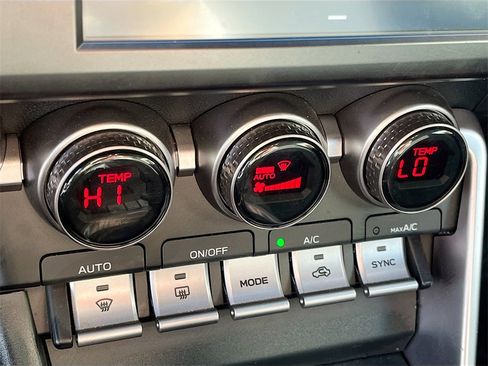 TEMP
HI
AUTO
TEMP
LO
AUTO
ON/OFF
A/C
MAX A/C
MODE
SYNC